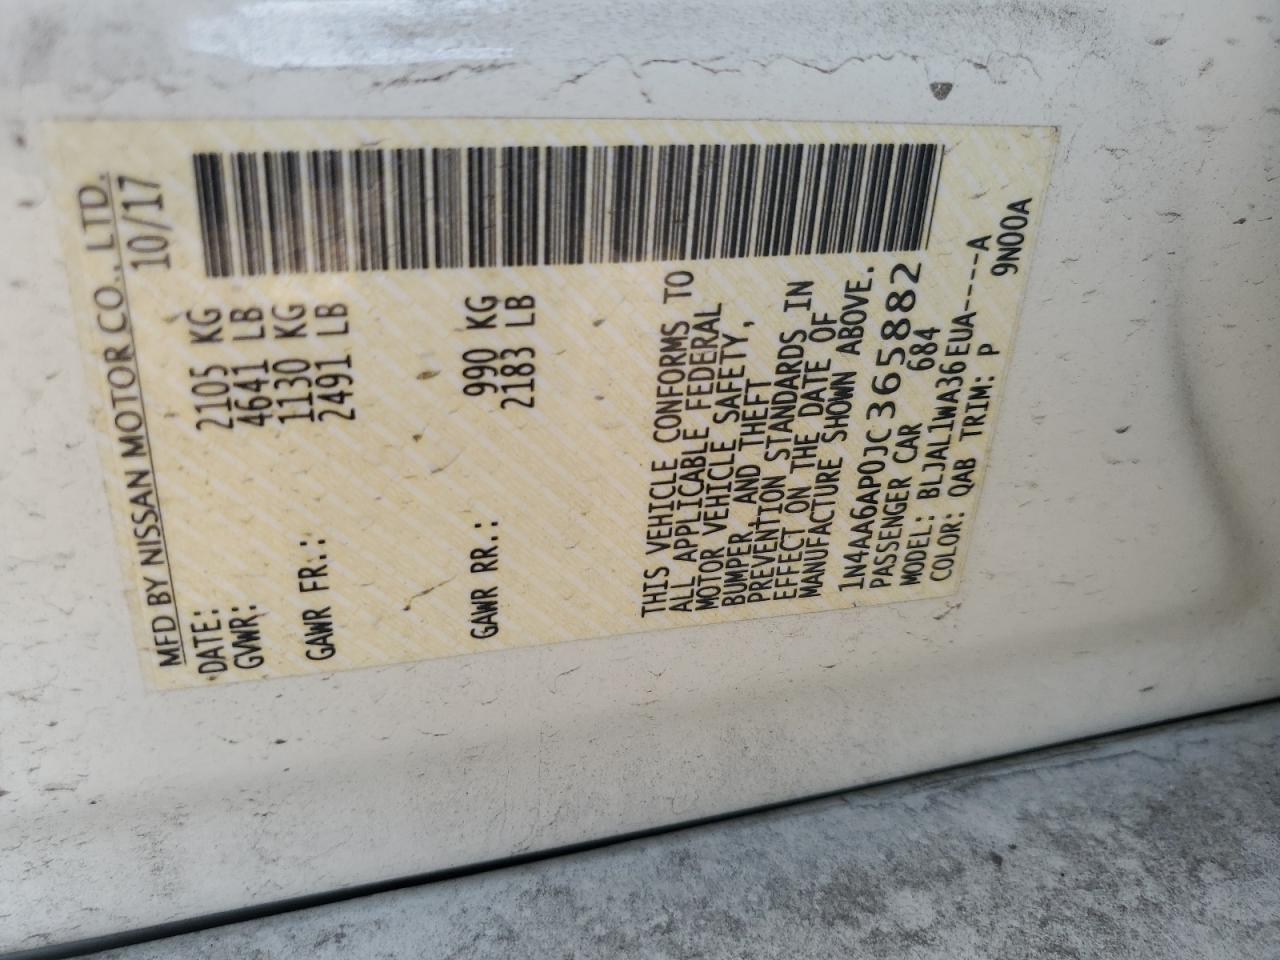 MFD BY NISSAN MOTOR CO., LTD.
DATE: 10/17
GVWR: 2105 KG
4641 LB
GAWR FR.: 1130 KG
2491 LB
GAWR RR.: 990 KG
2183 LB
THIS VEHICLE CONFORMS TO
ALL APPLICABLE FEDERAL
MOTOR VEHICLE SAFETY,
BUMPER, AND THEFT
PREVENTION STANDARDS IN
EFFECT ON THE DATE OF
MANUFACTURE SHOWN ABOVE.
1N4AA6AP0JC365882
PASSENGER CAR 684
MODEL: BLJAL1WA36EUA-----A
COLOR: QAB TRIM: P 9N00A